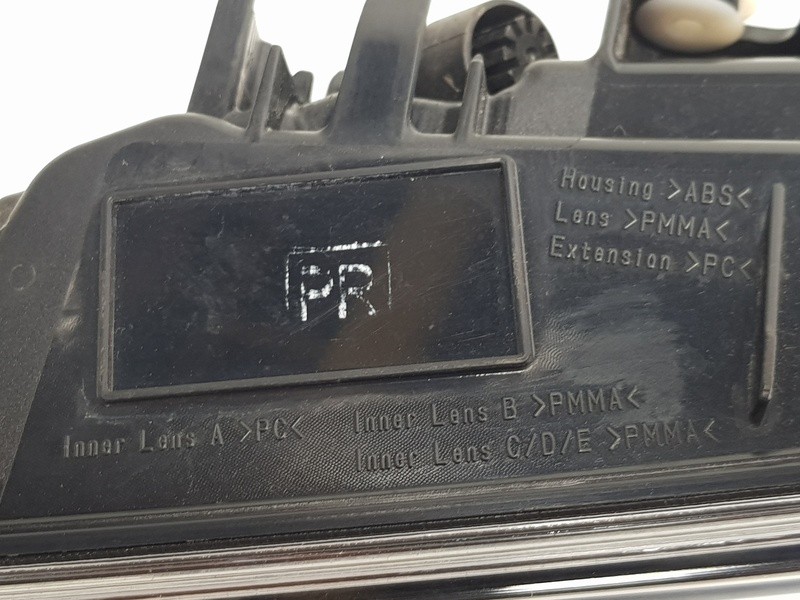 Housing >ABS<
Lens >PMMA<
Extension >PC<
PR
Inner Lens A >PC<
Inner Lens B >PMMA<
Inner Lens C/D/E >PMMA<